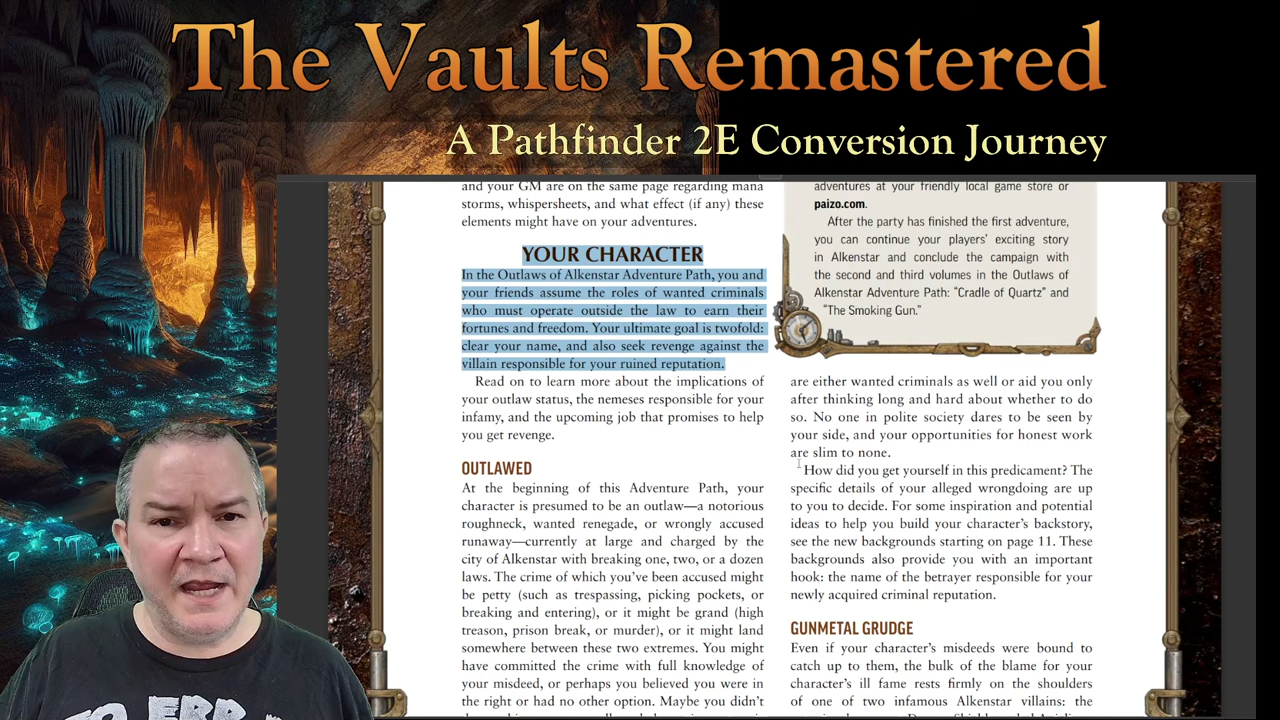 The Vaults Remastered
A Pathfinder 2E Conversion Journey
and your GM are on the same page regarding mana
storms, whispersheets, and what effect (if any) these
elements might have on your adventures.
YOUR CHARACTER
In the Outlaws of Alkenstar Adventure Path, you and
your friends assume the roles of wanted criminals
who must operate outside the law to earn their
fortunes and freedom. Your ultimate goal is twofold:
clear your name, and also seek revenge against the
villain responsible for your ruined reputation.
Read on to learn more about the implications of
your outlaw status, the nemeses responsible for your
infamy, and the upcoming job that promises to help
you get revenge.
OUTLAWED
At the beginning of this Adventure Path, your
character is presumed to be an outlaw—a notorious
roughneck, wanted renegade, or wrongly accused
runaway—currently at large and charged by the
city of Alkenstar with breaking one, two, or a dozen
laws. The crime of which you've been accused might
be petty (such as trespassing, picking pockets, or
breaking and entering), or it might be grand (high
treason, prison break, or murder), or it might land
somewhere between these two extremes. You might
have committed the crime with full knowledge of
your misdeed, or perhaps you believed you were in
the right or had no other option. Maybe you didn't
adventures at your friendly local game store or
paizo.com.
After the party has finished the first adventure,
you can continue your players' exciting story
in Alkenstar and conclude the campaign with
the second and third volumes in the Outlaws of
Alkenstar Adventure Path: "Cradle of Quartz" and
"The Smoking Gun."
are either wanted criminals as well or aid you only
after thinking long and hard about whether to do
so. No one in polite society dares to be seen by
your side, and your opportunities for honest work
are slim to none.
How did you get yourself in this predicament? The
specific details of your alleged wrongdoing are up
to you to decide. For some inspiration and potential
ideas to help you build your character's backstory,
see the new backgrounds starting on page 11. These
backgrounds also provide you with an important
hook: the name of the betrayer responsible for your
newly acquired criminal reputation.
GUNMETAL GRUDGE
Even if your character's misdeeds were bound to
catch up to them, the bulk of the blame for your
character's ill fame rests firmly on the shoulders
of one of two infamous Alkenstar villains: the
TO ERR